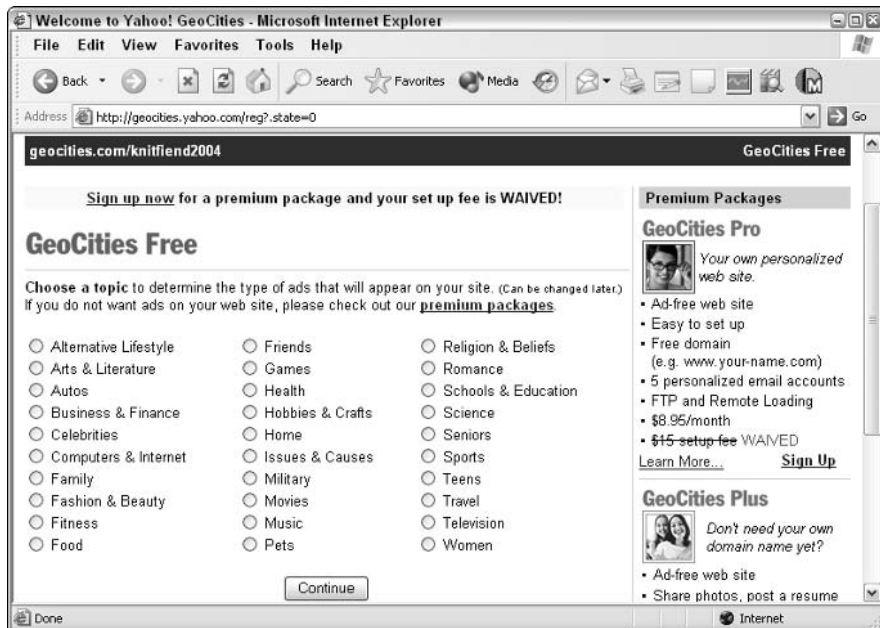 Welcome to Yahoo! GeoCities - Microsoft Internet Explorer
File Edit View Favorites Tools Help
Back Search Favorites Media
Address http://geocities.yahoo.com/reg?.state=0 Go
geocities.com/knitfiend2004 GeoCities Free
Sign up now for a premium package and your set up fee is WAIVED!
GeoCities Free
Choose a topic to determine the type of ads that will appear on your site. (Can be changed later.)
If you do not want ads on your web site, please check out our premium packages.
Alternative Lifestyle
Arts & Literature
Autos
Business & Finance
Celebrities
Computers & Internet
Family
Fashion & Beauty
Fitness
Food
Friends
Games
Health
Hobbies & Crafts
Home
Issues & Causes
Military
Movies
Music
Pets
Religion & Beliefs
Romance
Schools & Education
Science
Seniors
Sports
Teens
Travel
Television
Women
Continue
Premium Packages
GeoCities Pro
Your own personalized
web site.
▪ Ad-free web site
▪ Easy to set up
▪ Free domain
(e.g. www.your-name.com)
▪ 5 personalized email accounts
▪ FTP and Remote Loading
▪ $8.95/month
▪ $15 setup fee WAIVED
Learn More... Sign Up
GeoCities Plus
Don't need your own
domain name yet?
▪ Ad-free web site
▪ Share photos, post a resume
Done Internet